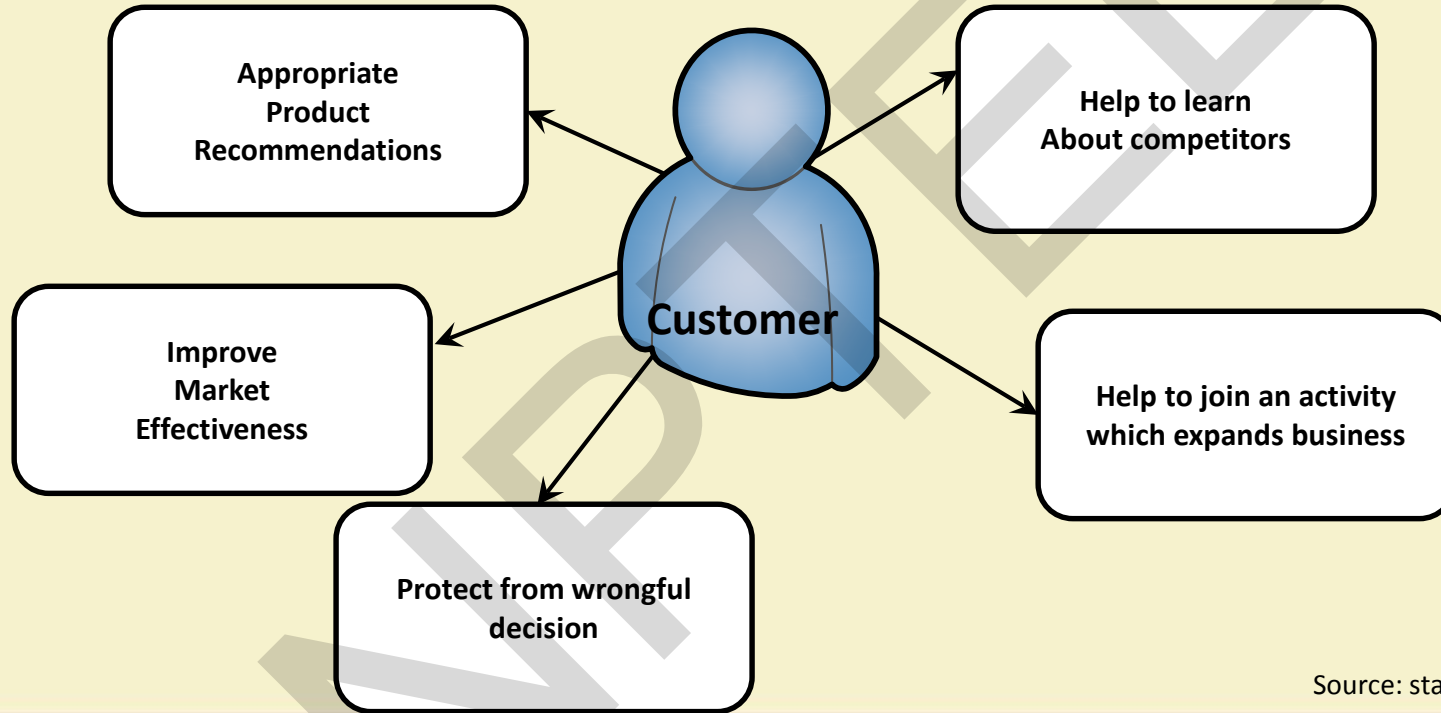 Appropriate
Product
Recommendations
Help to learn
About competitors
Customer
Improve
Market
Effectiveness
Help to join an activity
which expands business
Protect from wrongful
decision
Source: sta
NPTEL